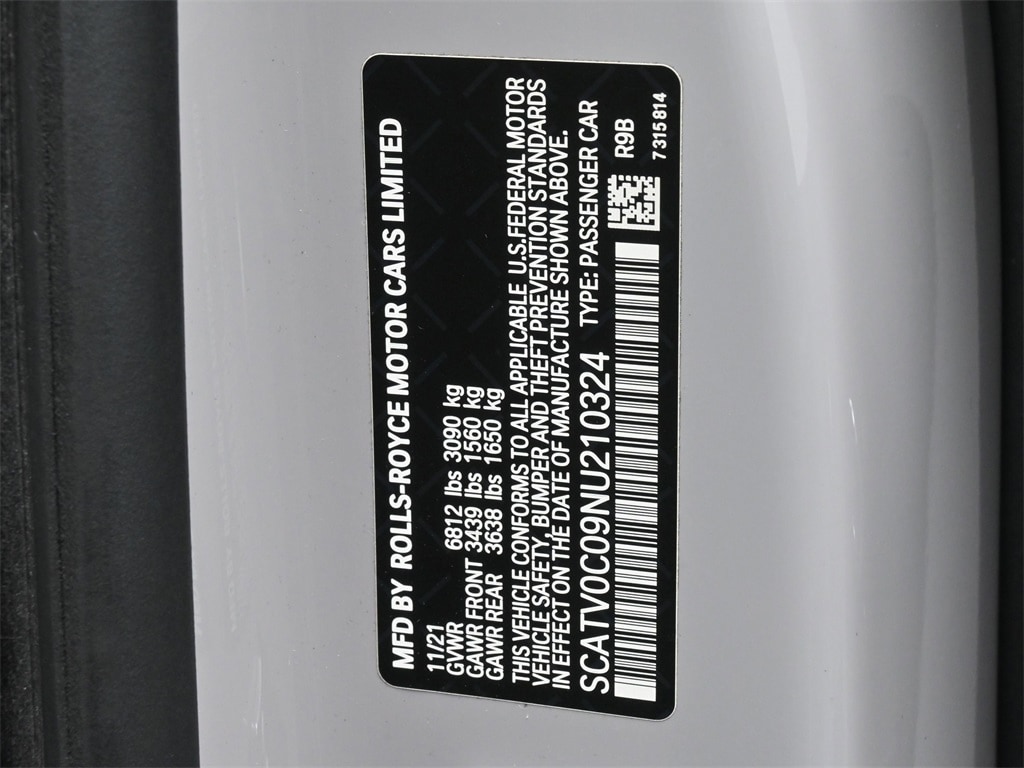 MFD BY ROLLS-ROYCE MOTOR CARS LIMITED
11/21
GVWR 6812 lbs 3090 kg
GAWR FRONT 3439 lbs 1560 kg
GAWR REAR 3638 lbs 1650 kg
THIS VEHICLE CONFORMS TO ALL APPLICABLE U.S.FEDERAL MOTOR
VEHICLE SAFETY, BUMPER AND THEFT PREVENTION STANDARDS
IN EFFECT ON THE DATE OF MANUFACTURE SHOWN ABOVE.
SCATV0C09NU210324 TYPE: PASSENGER CAR
R9B
7315814